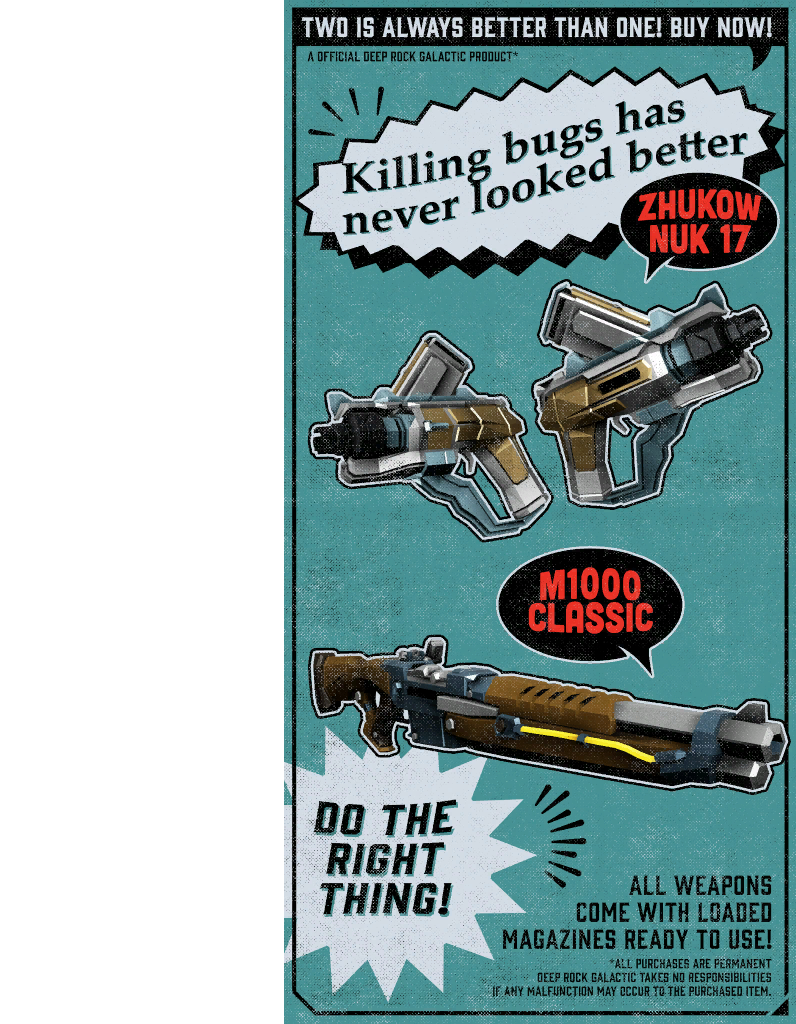 TWO IS ALWAYS BETTER THAN ONE! BUY NOW!
A OFFICIAL DEEP ROCK GALACTIC PRODUCT*
Killing bugs has
never looked better
ZHUKOW
NUK 17
M1000
CLASSIC
DO THE
RIGHT
THING!
ALL WEAPONS
COME WITH LOADED
MAGAZINES READY TO USE!
*ALL PURCHASES ARE PERMANENT
DEEP ROCK GALACTIC TAKES NO RESPONSIBILITIES
IF ANY MALFUNCTION MAY OCCUR TO THE PURCHASED ITEM.